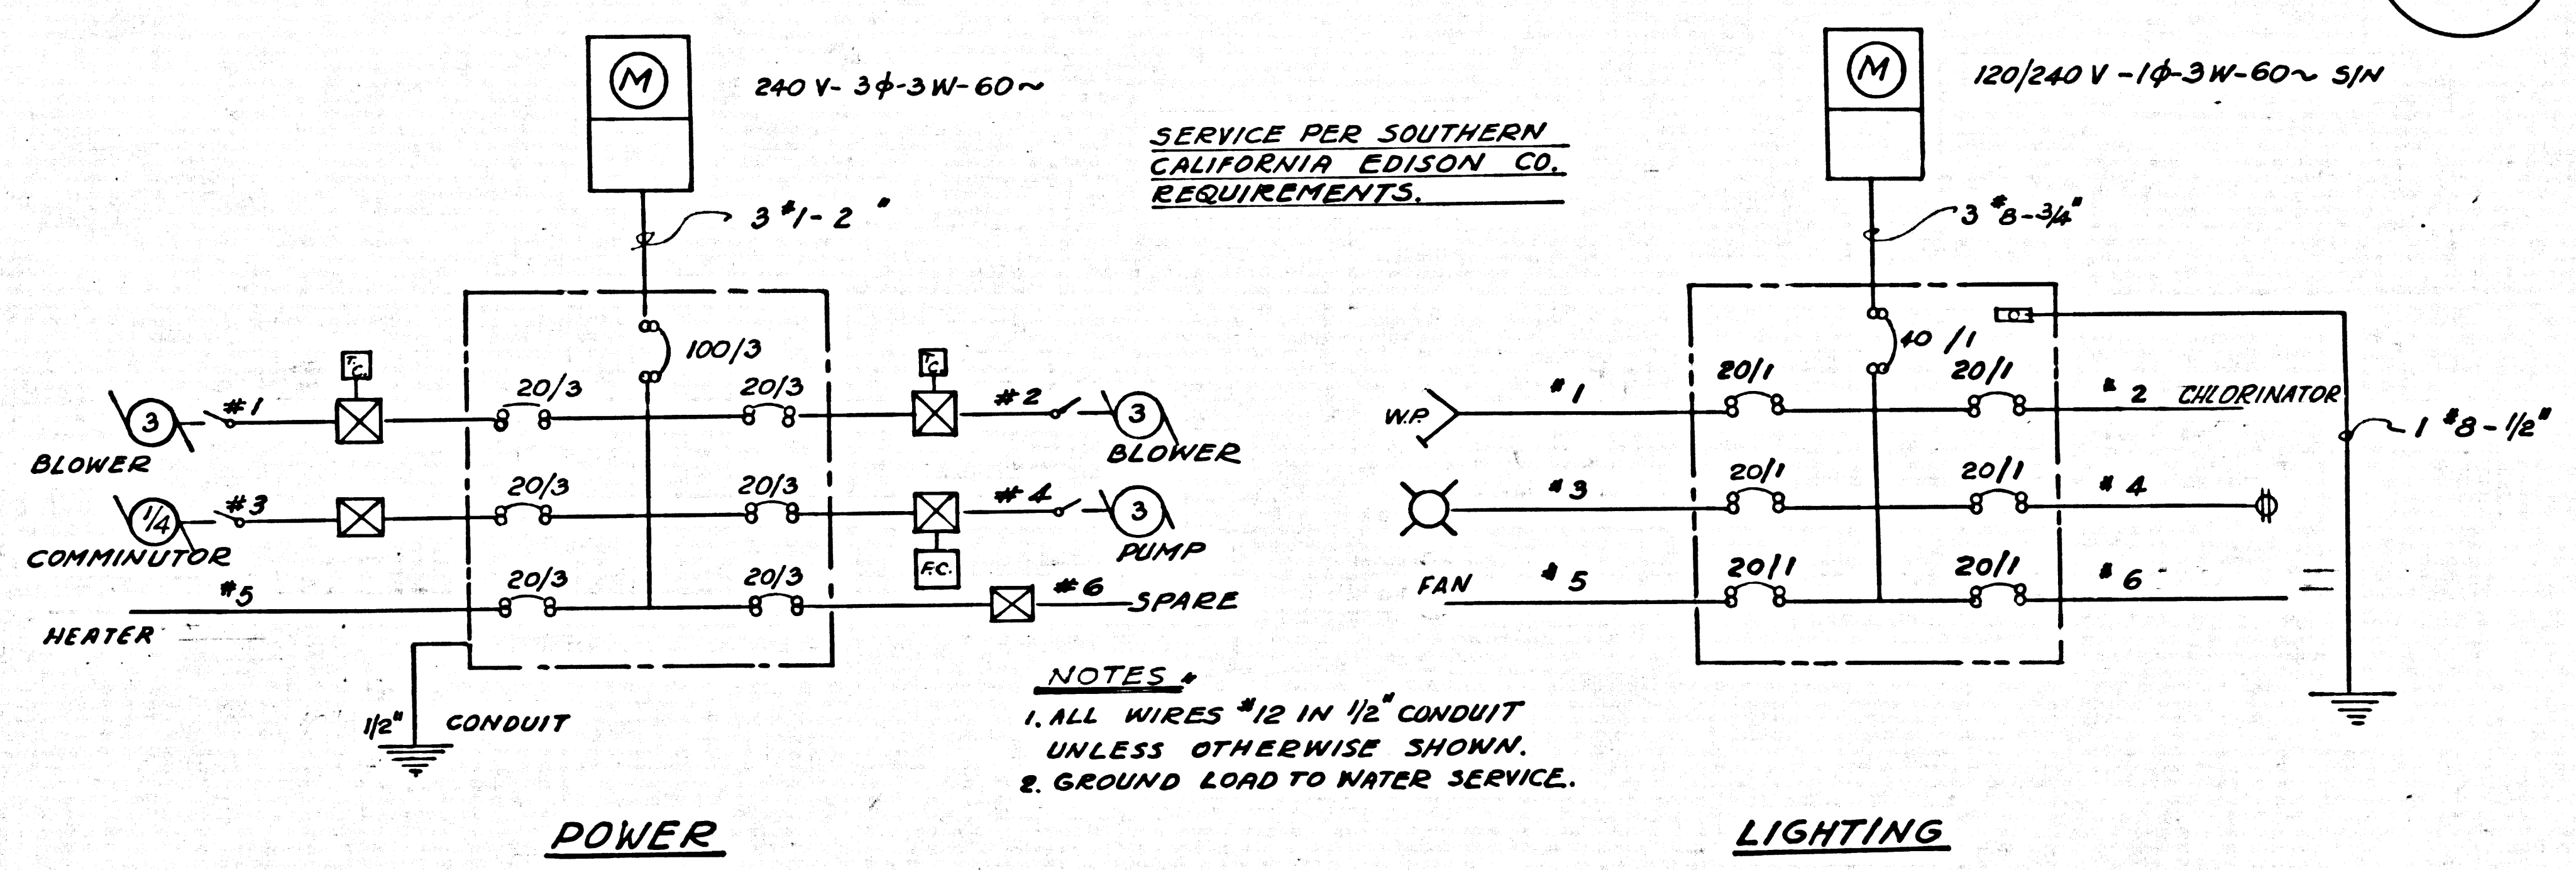 M
240 V- 3ϕ-3W-60~
3 #1-2"
100/3
T.C.
20/3
20/3
T.C.
3
#1
#2
3
BLOWER
BLOWER
1/4
#3
20/3
20/3
#4
3
COMMINUTOR
F.C.
PUMP
#5
20/3
20/3
#6
SPARE
HEATER
1/2" CONDUIT
POWER
SERVICE PER SOUTHERN
CALIFORNIA EDISON CO.
REQUIREMENTS.
NOTES
1. ALL WIRES #12 IN 1/2" CONDUIT
UNLESS OTHERWISE SHOWN.
2. GROUND LOAD TO WATER SERVICE.
M
120/240 V -1ϕ-3W-60~ S/N
3 #8-3/4"
40/1
W.P.
#1
20/1
20/1
#2 CHLORINATOR
1 #8-1/2"
#3
20/1
20/1
#4
FAN
#5
20/1
20/1
#6
LIGHTING